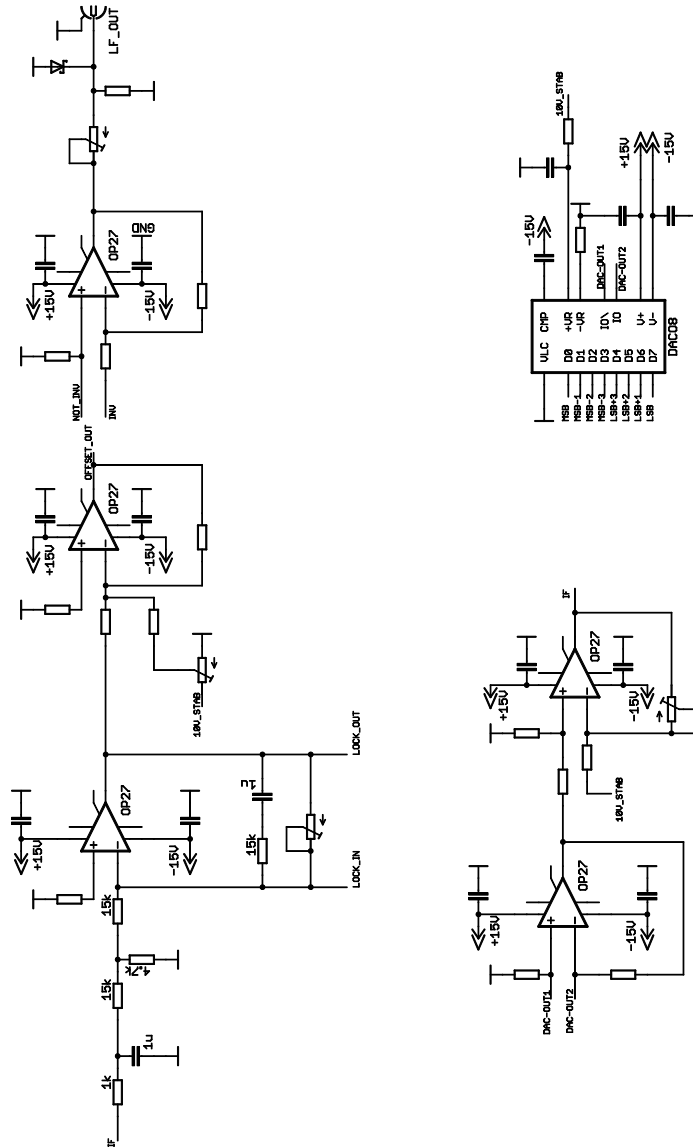 LF_OUT
GND
OP27
+15V
-15V
NOT_INV
INV
OFFSET_OUT
OP27
+15V
-15V
10V_STAB
LOCK_OUT
1u
OP27
+15V
-15V
15k
LOCK_IN
15k
4.7k
15k
1u
1k
IF
10V_STAB
+15V
-15V
-15V
DAC-OUT1
DAC-OUT2
VLC CMP
D0 +VR
D1 -VR
D2
D3 IO\
D4 IO
D5
D6 V+
D7 V-
DAC08
MSB
MSB-1
MSB-2
MSB-3
LSB+3
LSB+2
LSB+1
LSB
IF
OP27
+15V
-15V
10V_STAB
OP27
+15V
-15V
DAC-OUT1
DAC-OUT2